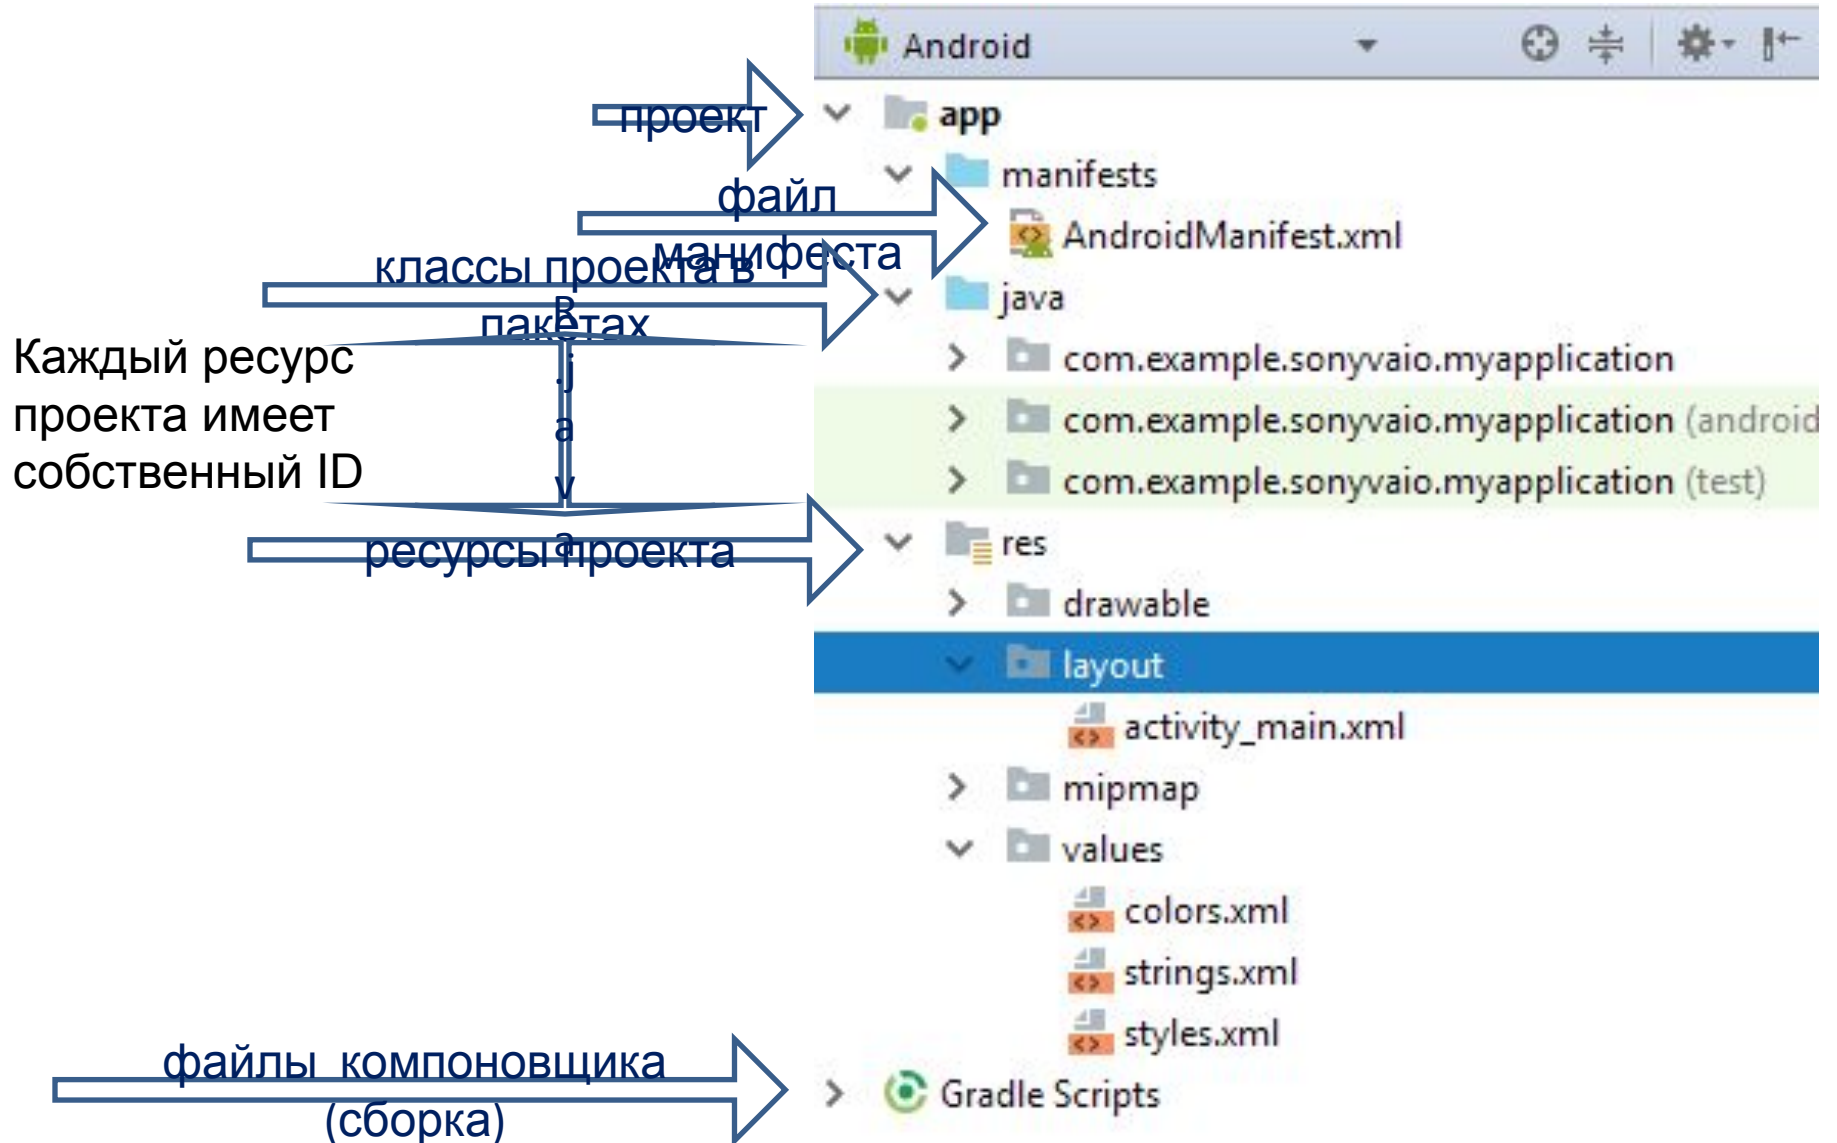 Android
проект
app
manifests
файл
манифеста
AndroidManifest.xml
классы проекта в
пакетах
java
R.java
Каждый ресурс
проекта имеет
собственный ID
com.example.sonyvaio.myapplication
com.example.sonyvaio.myapplication (android
com.example.sonyvaio.myapplication (test)
ресурсы проекта
res
drawable
layout
activity_main.xml
mipmap
values
colors.xml
strings.xml
styles.xml
файлы компоновщика
(сборка)
Gradle Scripts